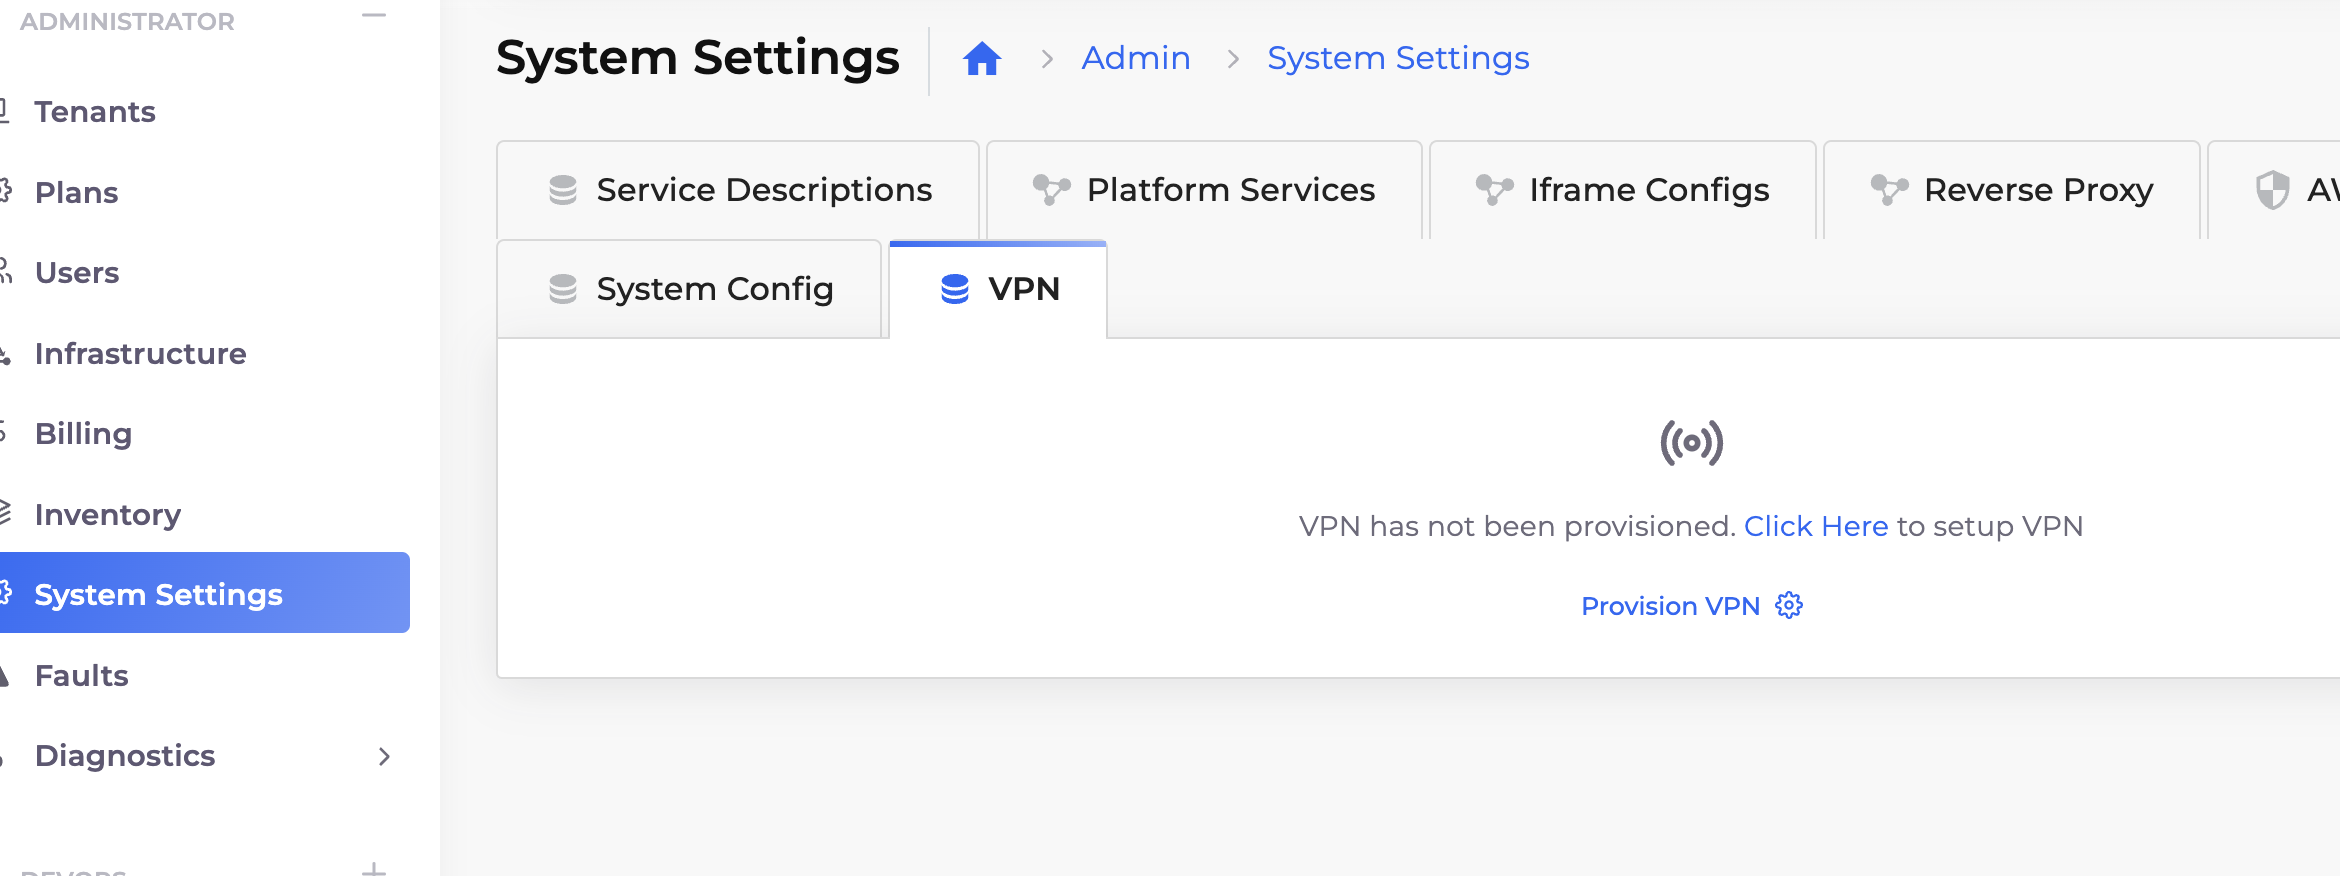 ADMINISTRATOR
Tenants
Plans
Users
Infrastructure
Billing
Inventory
System Settings
Faults
Diagnostics
System Settings
Admin
System Settings
Service Descriptions
Platform Services
Iframe Configs
Reverse Proxy
System Config
VPN
VPN has not been provisioned. Click Here to setup VPN
Provision VPN